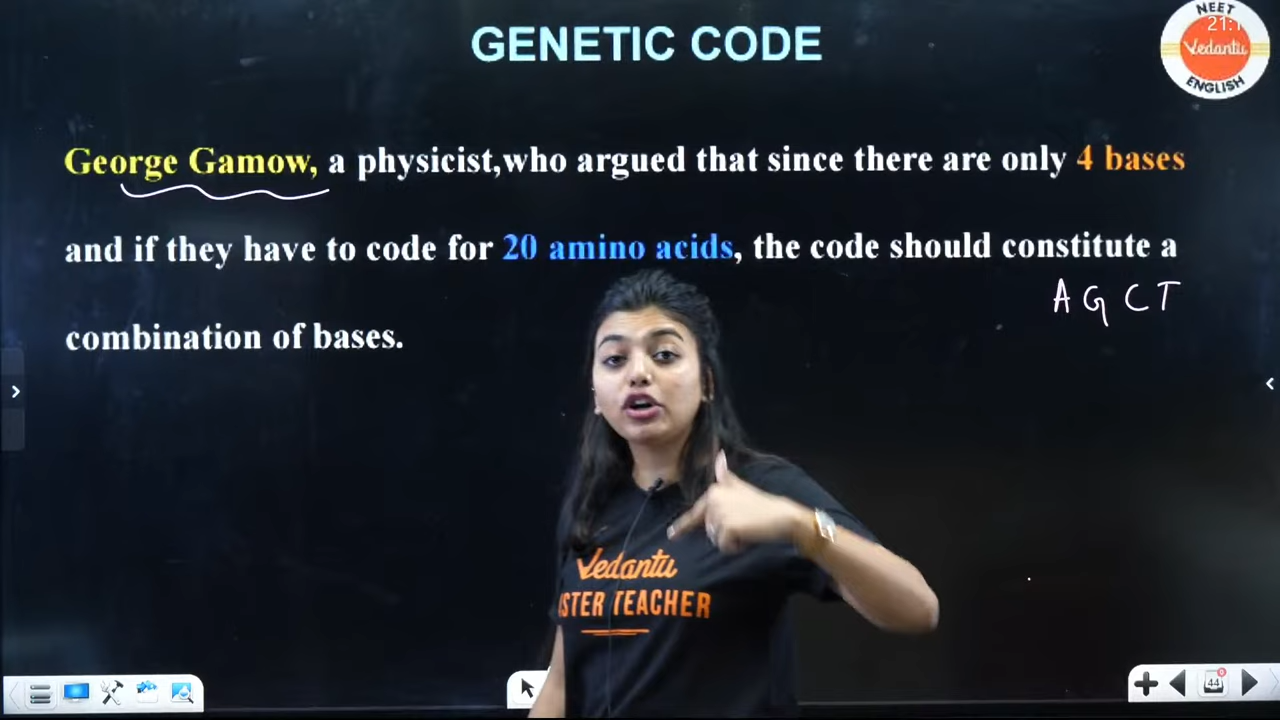 GENETIC CODE
NEET
21:1
Vedantu
ENGLISH
George Gamow, a physicist,who argued that since there are only 4 bases
and if they have to code for 20 amino acids, the code should constitute a
A G C T
combination of bases.
Vedantu
STER TEACHER
44